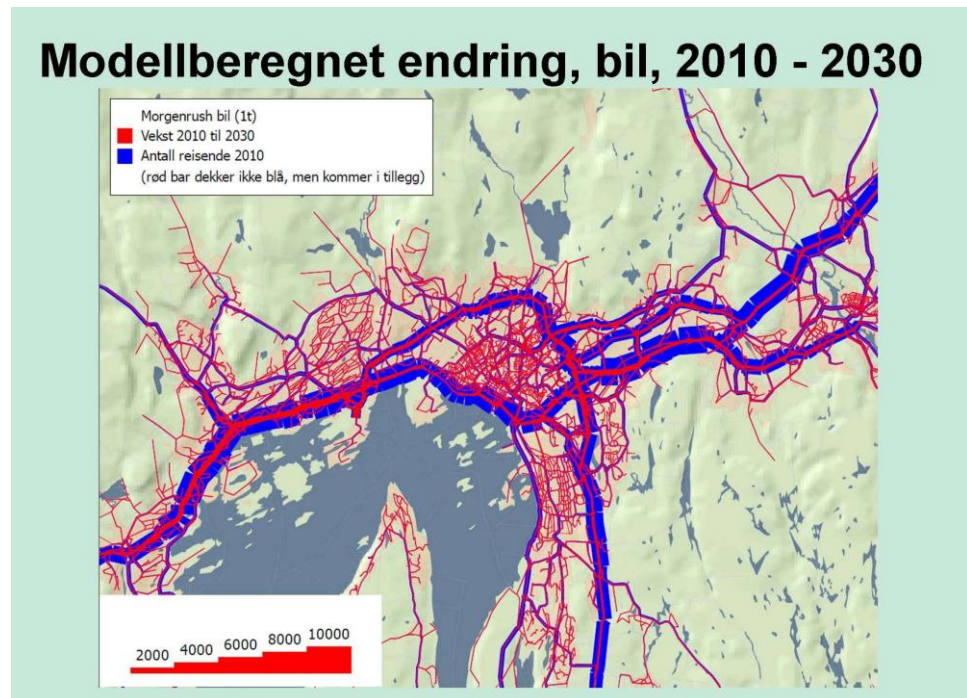 Modellberegnet endring, bil, 2010 - 2030
Morgenrush bil (1t)
Vekst 2010 til 2030
Antall reisende 2010
(rød bar dekker ikke blå, men kommer i tillegg)
2000 4000 6000 8000 10000